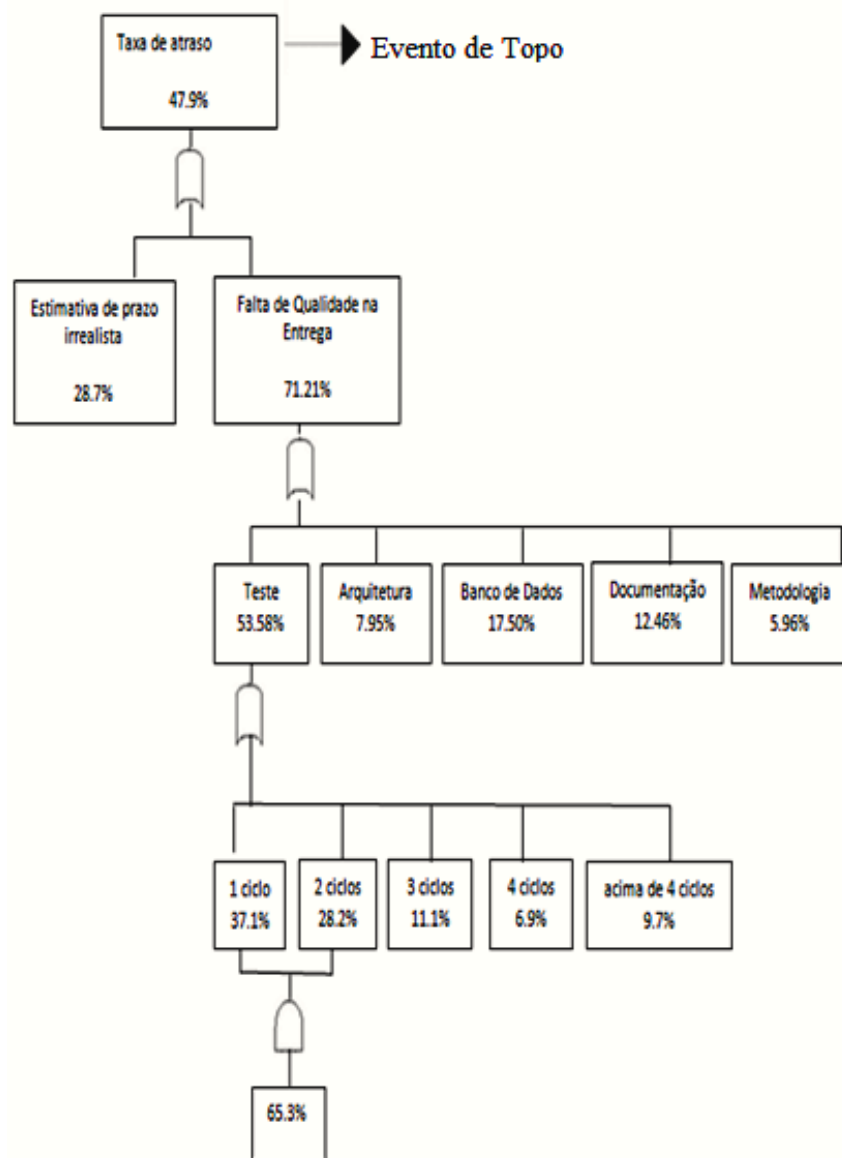 Taxa de atraso
47.9%
Evento de Topo
Estimativa de prazo
irrealista
28.7%
Falta de Qualidade na
Entrega
71.21%
Teste
53.58%
Arquitetura
7.95%
Banco de Dados
17.50%
Documentação
12.46%
Metodologia
5.96%
1 ciclo
37.1%
2 ciclos
28.2%
3 ciclos
11.1%
4 ciclos
6.9%
acima de 4 ciclos
9.7%
65.3%